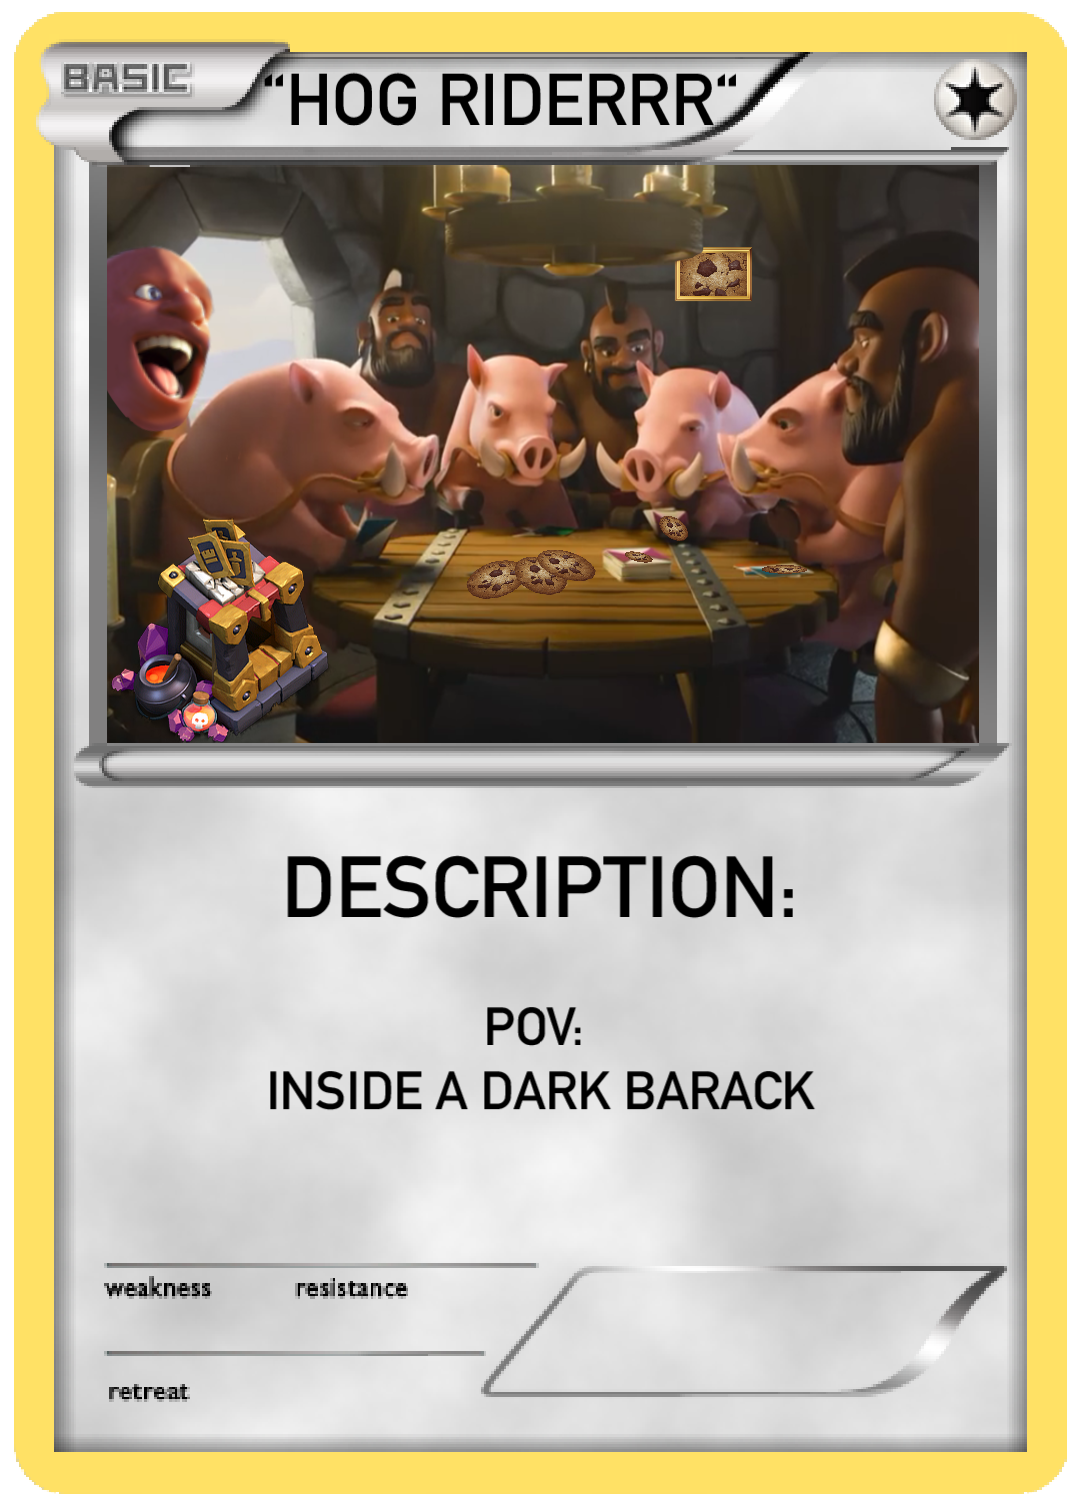 BASIC
“HOG RIDERRR“
DESCRIPTION:
POV:
INSIDE A DARK BARACK
weakness resistance
retreat